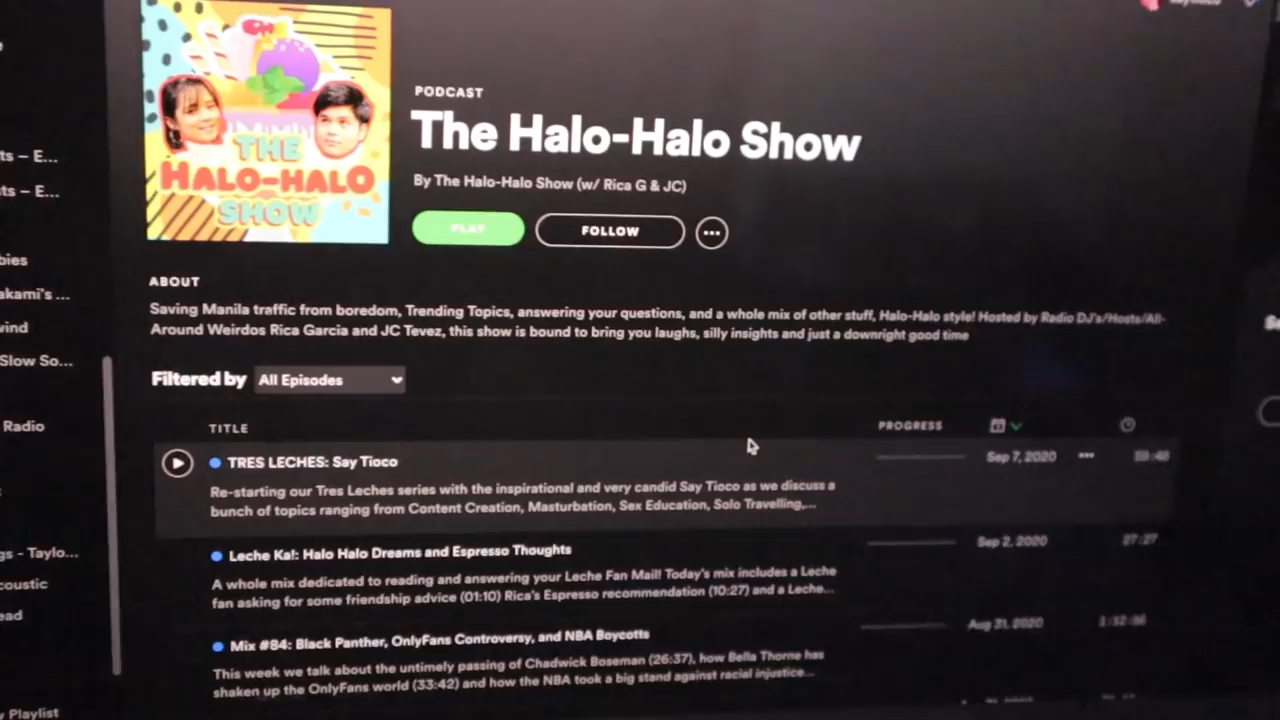 PODCAST
The Halo-Halo Show
By The Halo-Halo Show (w/ Rica G & JC)
PLAY
FOLLOW
THE
HALO-HALO
SHOW
ABOUT
Saving Manila traffic from boredom, Trending Topics, answering your questions, and a whole mix of other stuff, Halo-Halo style! Hosted by Radio DJ's/Hosts/All-
Around Weirdos Rica Garcia and JC Tevez, this show is bound to bring you laughs, silly insights and just a downright good time
Filtered by All Episodes
TITLE PROGRESS
TRES LECHES: Say Tioco Sep 7, 2020
Re-starting our Tres Leches series with the inspirational and very candid Say Tioco as we discuss a
bunch of topics ranging from Content Creation, Masturbation, Sex Education, Solo Travelling,...
Leche Ka!: Halo Halo Dreams and Espresso Thoughts Sep 2, 2020 27:27
A whole mix dedicated to reading and answering your Leche Fan Mail! Today's mix includes a Leche
fan asking for some friendship advice (01:10) Rica's Espresso recommendation (10:27) and a Leche...
Mix #84: Black Panther, OnlyFans Controversy, and NBA Boycotts Aug 31, 2020
This week we talk about the untimely passing of Chadwick Boseman (26:37), how Bella Thorne has
shaken up the OnlyFans world (33:42) and how the NBA took a big stand against racial injustice...
ts – E...
ts – E...
bies
akami's ...
wind
Slow So...
Radio
gs - Taylo...
coustic
ead
y Playlist